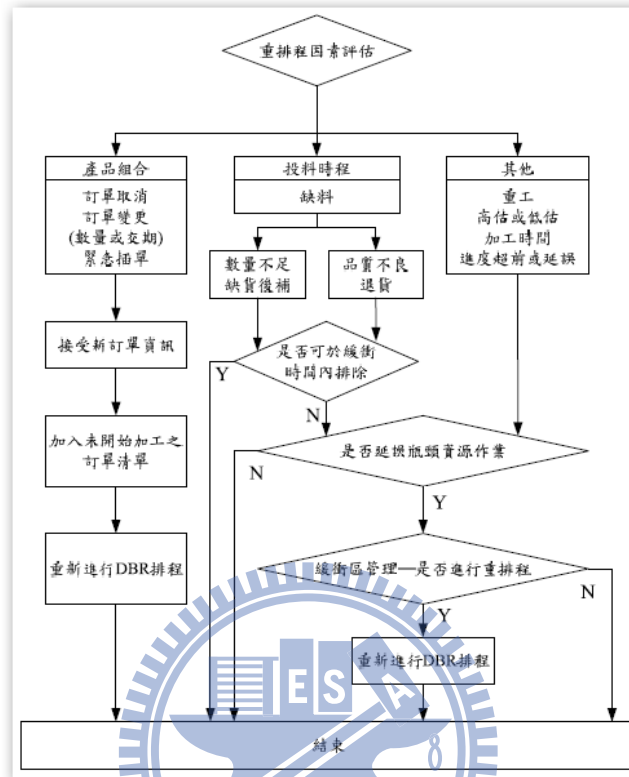 重排程因素評估
產品組合
訂單取消
訂單變更
(數量或交期)
緊急插單
投料時程
缺料
其他
重工
高估或低估
加工時間
進度超前或延誤
數量不足
缺貨後補
品質不良
退貨
接受新訂單資訊
是否可於緩衝
時間內排除
Y
N
加入未開始加工之
訂單清單
是否延誤瓶頸資源作業
N
Y
重新進行DBR排程
緩衝區管理—是否進行重排程
N
Y
重新進行DBR排程
E S A
8
結束